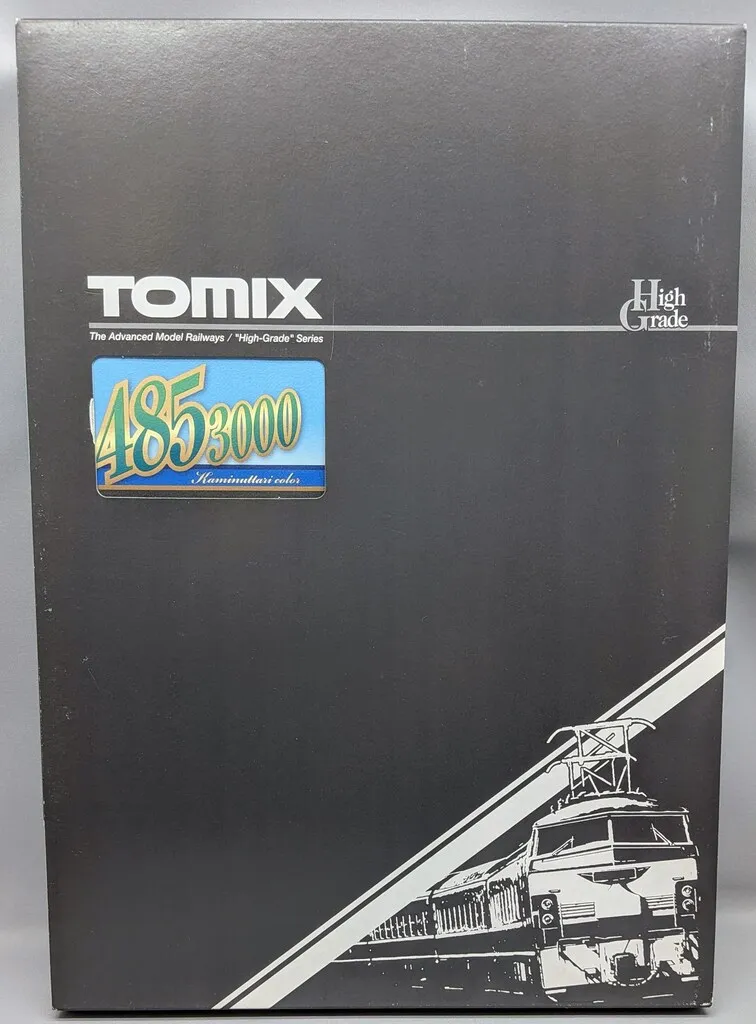 TOMIX
High
Grade
The Advanced Model Railways / "High-Grade" Series
485 3000
Kaminuttari color